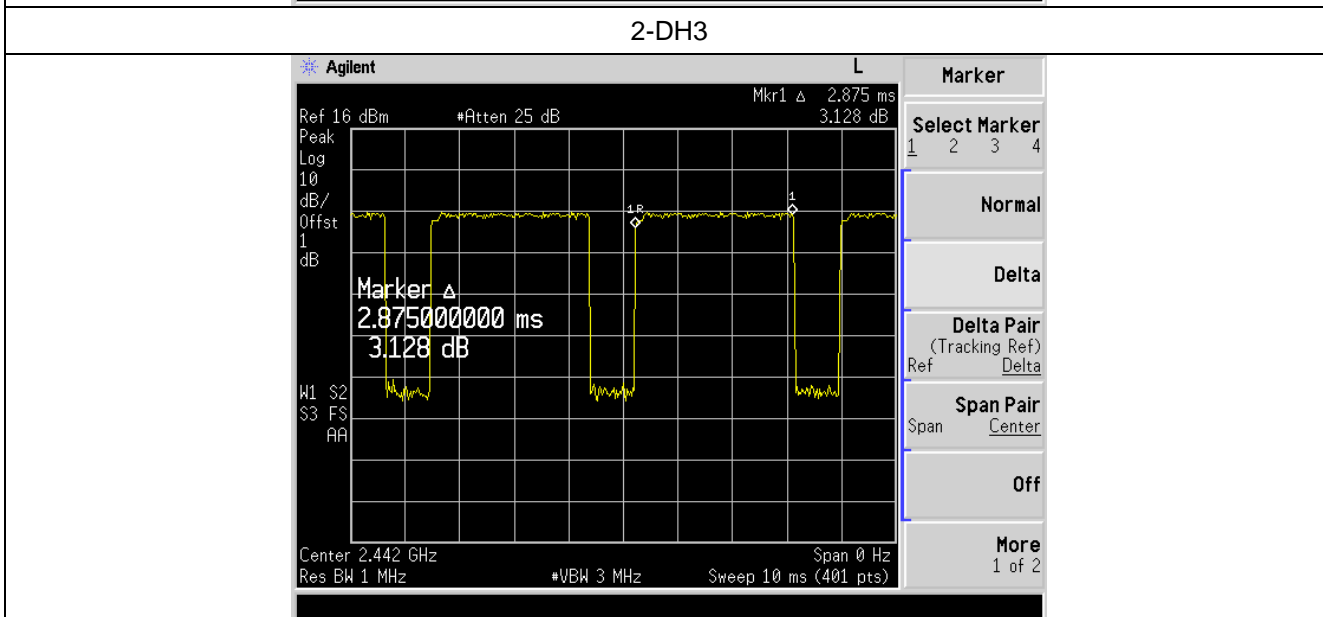 2-DH3
Agilent L
Mkr1 Δ 2.875 ms
Ref 16 dBm #Atten 25 dB 3.128 dB
Peak
Log
10
dB/
Offst
1
dB
1R
1
Marker Δ
2.875000000 ms
3.128 dB
W1 S2
S3 FS
AA
Center 2.442 GHz Span 0 Hz
Res BW 1 MHz #VBW 3 MHz Sweep 10 ms (401 pts)
Marker
Select Marker
1 2 3 4
Normal
Delta
Delta Pair
(Tracking Ref)
Ref Delta
Span Pair
Span Center
Off
More
1 of 2